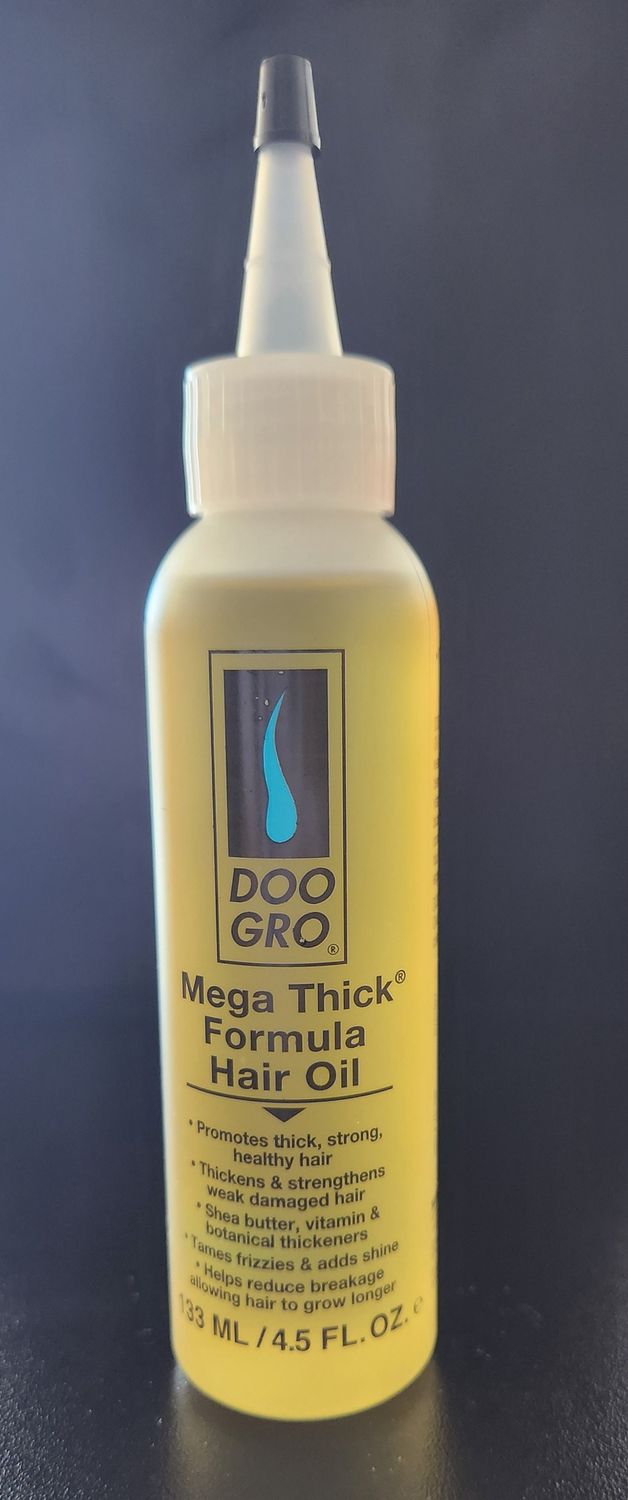 DOO
GRO®
Mega Thick®
Formula
Hair Oil
• Promotes thick, strong,
healthy hair
• Thickens & strengthens
weak damaged hair
• Shea butter, vitamin &
botanical thickeners
• Tames frizzies & adds shine
• Helps reduce breakage
allowing hair to grow longer
133 ML / 4.5 FL. OZ. ℮